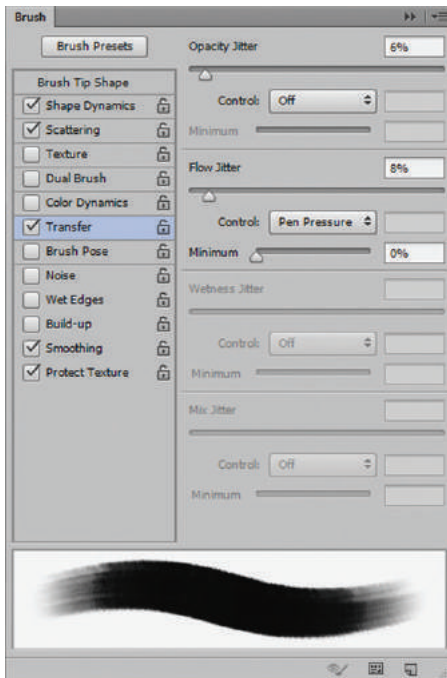 Brush
Brush Presets
Brush Tip Shape
Shape Dynamics
Scattering
Texture
Dual Brush
Color Dynamics
Transfer
Brush Pose
Noise
Wet Edges
Build-up
Smoothing
Protect Texture
Opacity Jitter 6%
Control: Off
Minimum
Flow Jitter 8%
Control: Pen Pressure
Minimum 0%
Wetness Jitter
Control: Off
Minimum
Mix Jitter
Control: Off
Minimum